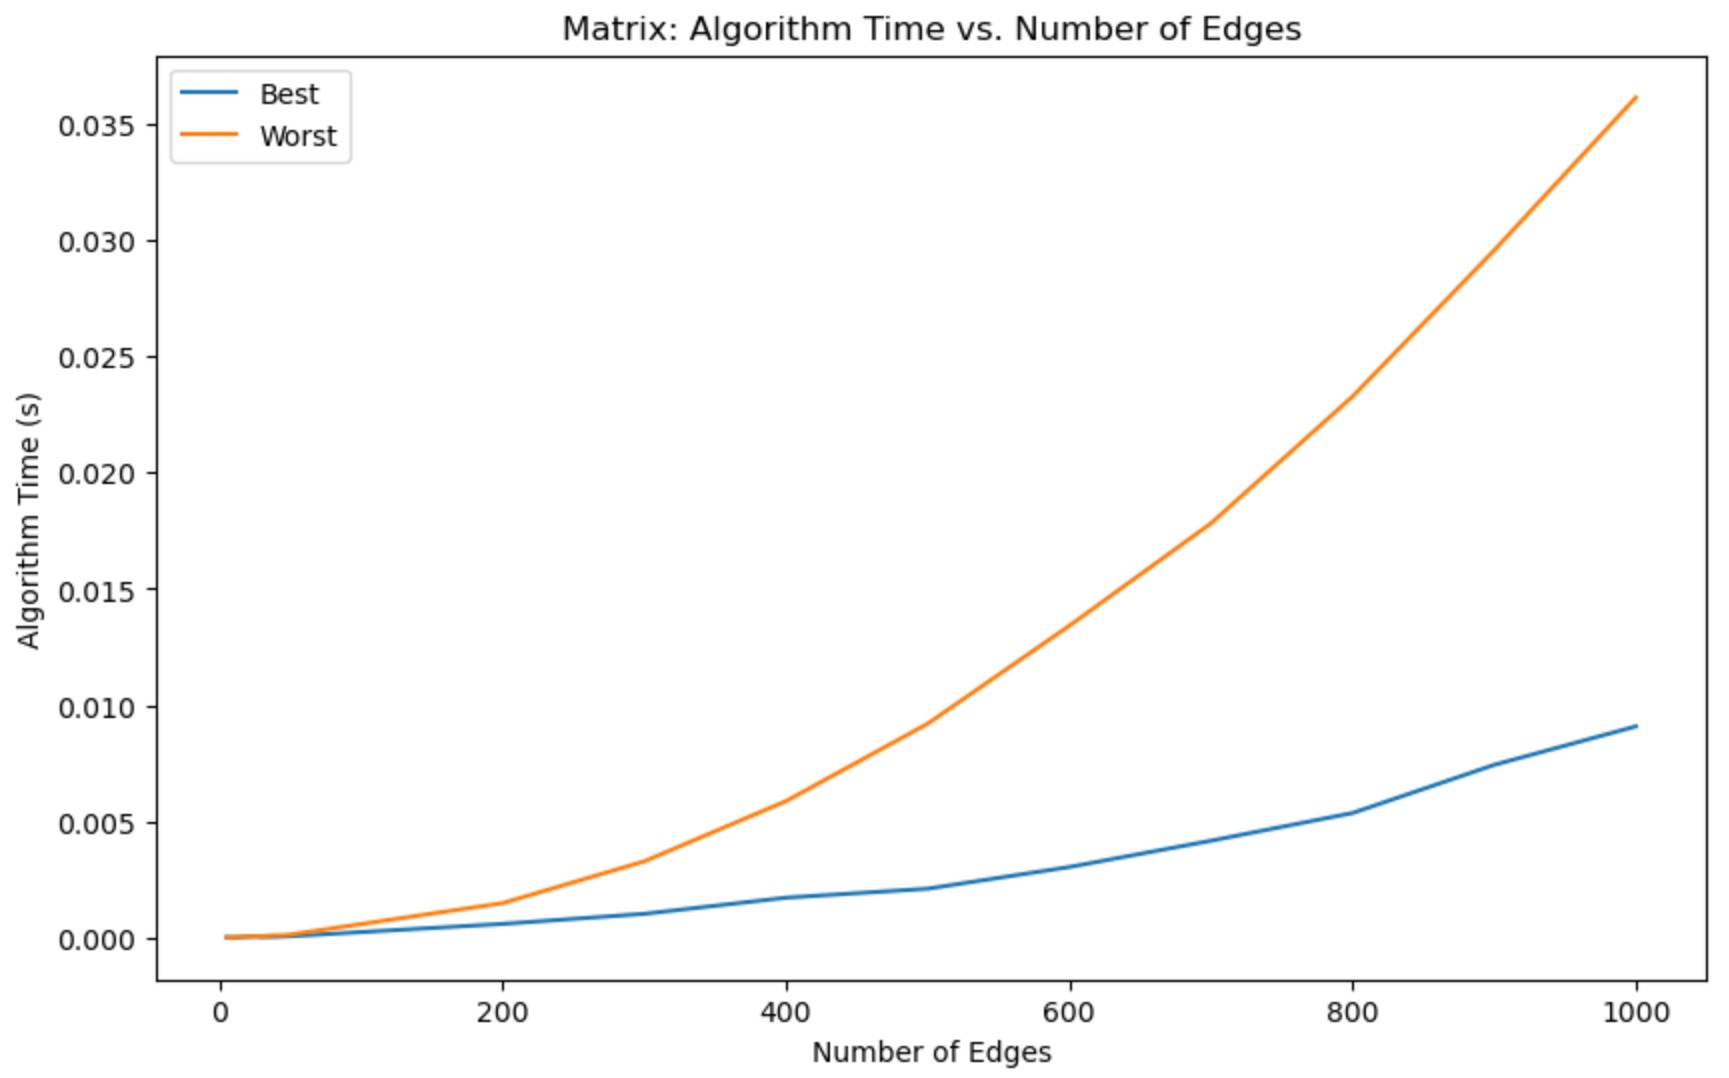 Matrix: Algorithm Time vs. Number of Edges
Best
Worst
0.035
0.030
0.025
0.020
0.015
0.010
0.005
0.000
Algorithm Time (s)
0 200 400 600 800 1000
Number of Edges